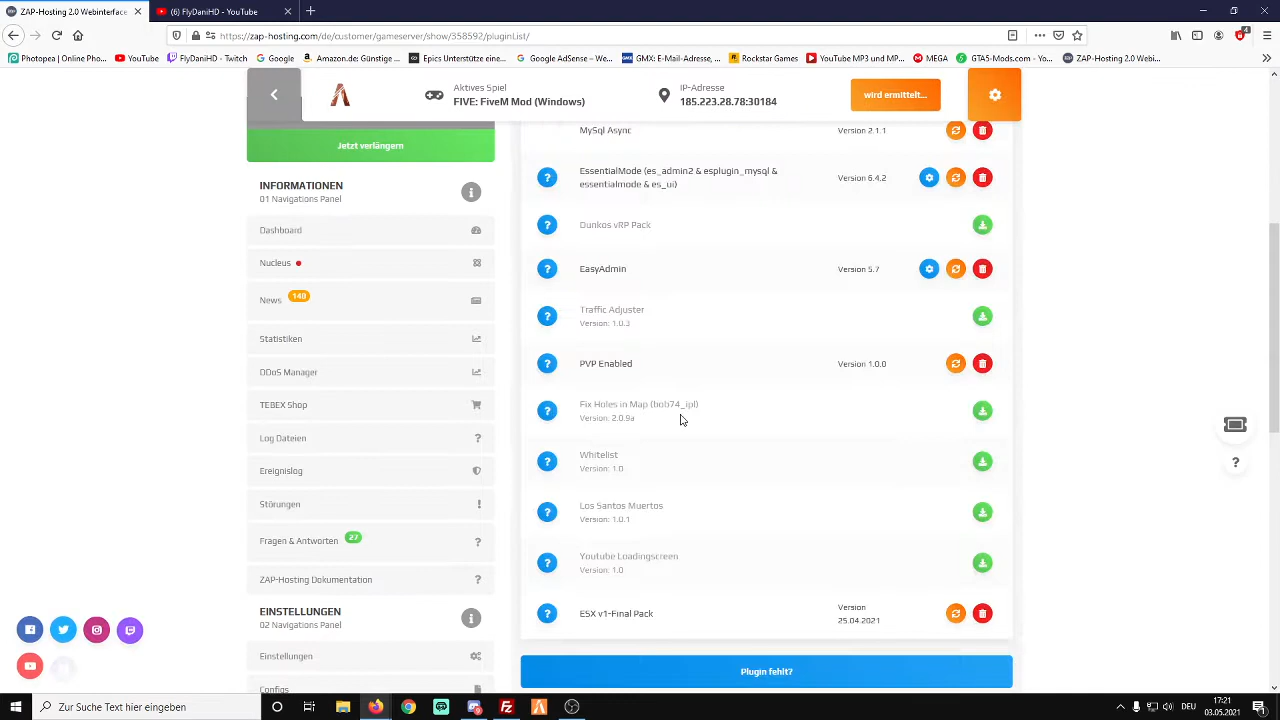 ZAP-Hosting 2.0 Webinterface
(6) FlyDaniHD - YouTube
https://zap-hosting.com/de/customer/gameserver/show/358592/pluginList/
4
Photopea | Online Pho...
YouTube
FlyDaniHD - Twitch
Google
Amazon.de: Günstige ...
Epics Unterstütze eine...
Google AdSense – We...
GMX: E-Mail-Adresse, ...
Rockstar Games
YouTube MP3 und MP...
MEGA
GTA5-Mods.com - Yo...
ZAP-Hosting 2.0 Webi...
Aktives Spiel
FIVE: FiveM Mod (Windows)
IP-Adresse
185.223.28.78:30184
wird ermittelt...
Jetzt verlängern
INFORMATIONEN
01 Navigations Panel
Dashboard
Nucleus
News 140
Statistiken
DDoS Manager
TEBEX Shop
Log Dateien
Ereignislog
Störungen
Fragen & Antworten 27
ZAP-Hosting Dokumentation
EINSTELLUNGEN
02 Navigations Panel
Einstellungen
Configs
MySql Async
Version 2.1.1
EssentialMode (es_admin2 & esplugin_mysql &
essentialmode & es_ui)
Version 6.4.2
Dunkos vRP Pack
EasyAdmin
Version 5.7
Traffic Adjuster
Version: 1.0.3
PVP Enabled
Version 1.0.0
Fix Holes in Map (bob74_ipl)
Version: 2.0.9a
Whitelist
Version: 1.0
Los Santos Muertos
Version: 1.0.1
Youtube Loadingscreen
Version: 1.0
ESX v1-Final Pack
Version
25.04.2021
Plugin fehlt?
Zur Suche Text hier eingeben
DEU
17:21
03.05.2021